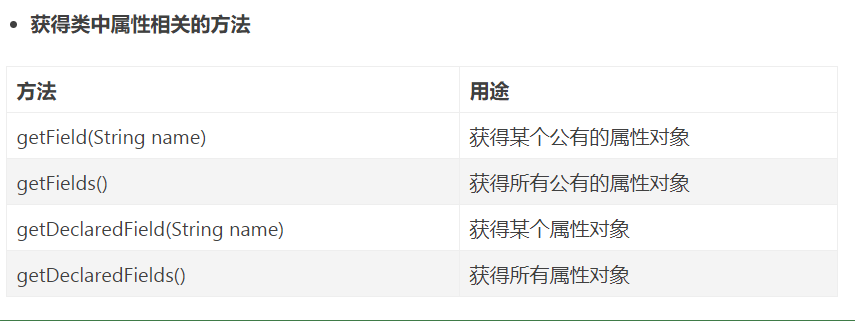 • 获得类中属性相关的方法
方法 用途
getField(String name) 获得某个公有的属性对象
getFields() 获得所有公有的属性对象
getDeclaredField(String name) 获得某个属性对象
getDeclaredFields() 获得所有属性对象